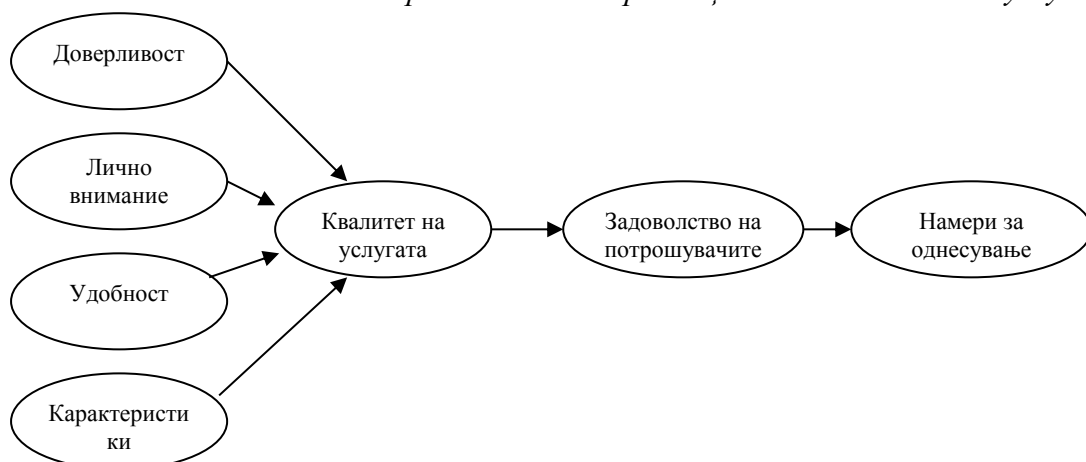 Доверливост
Лично
внимание
Удобност
Карактеристи
ки
Квалитет на
услугата
Задоволство на
потрошувачите
Намери за
однесување